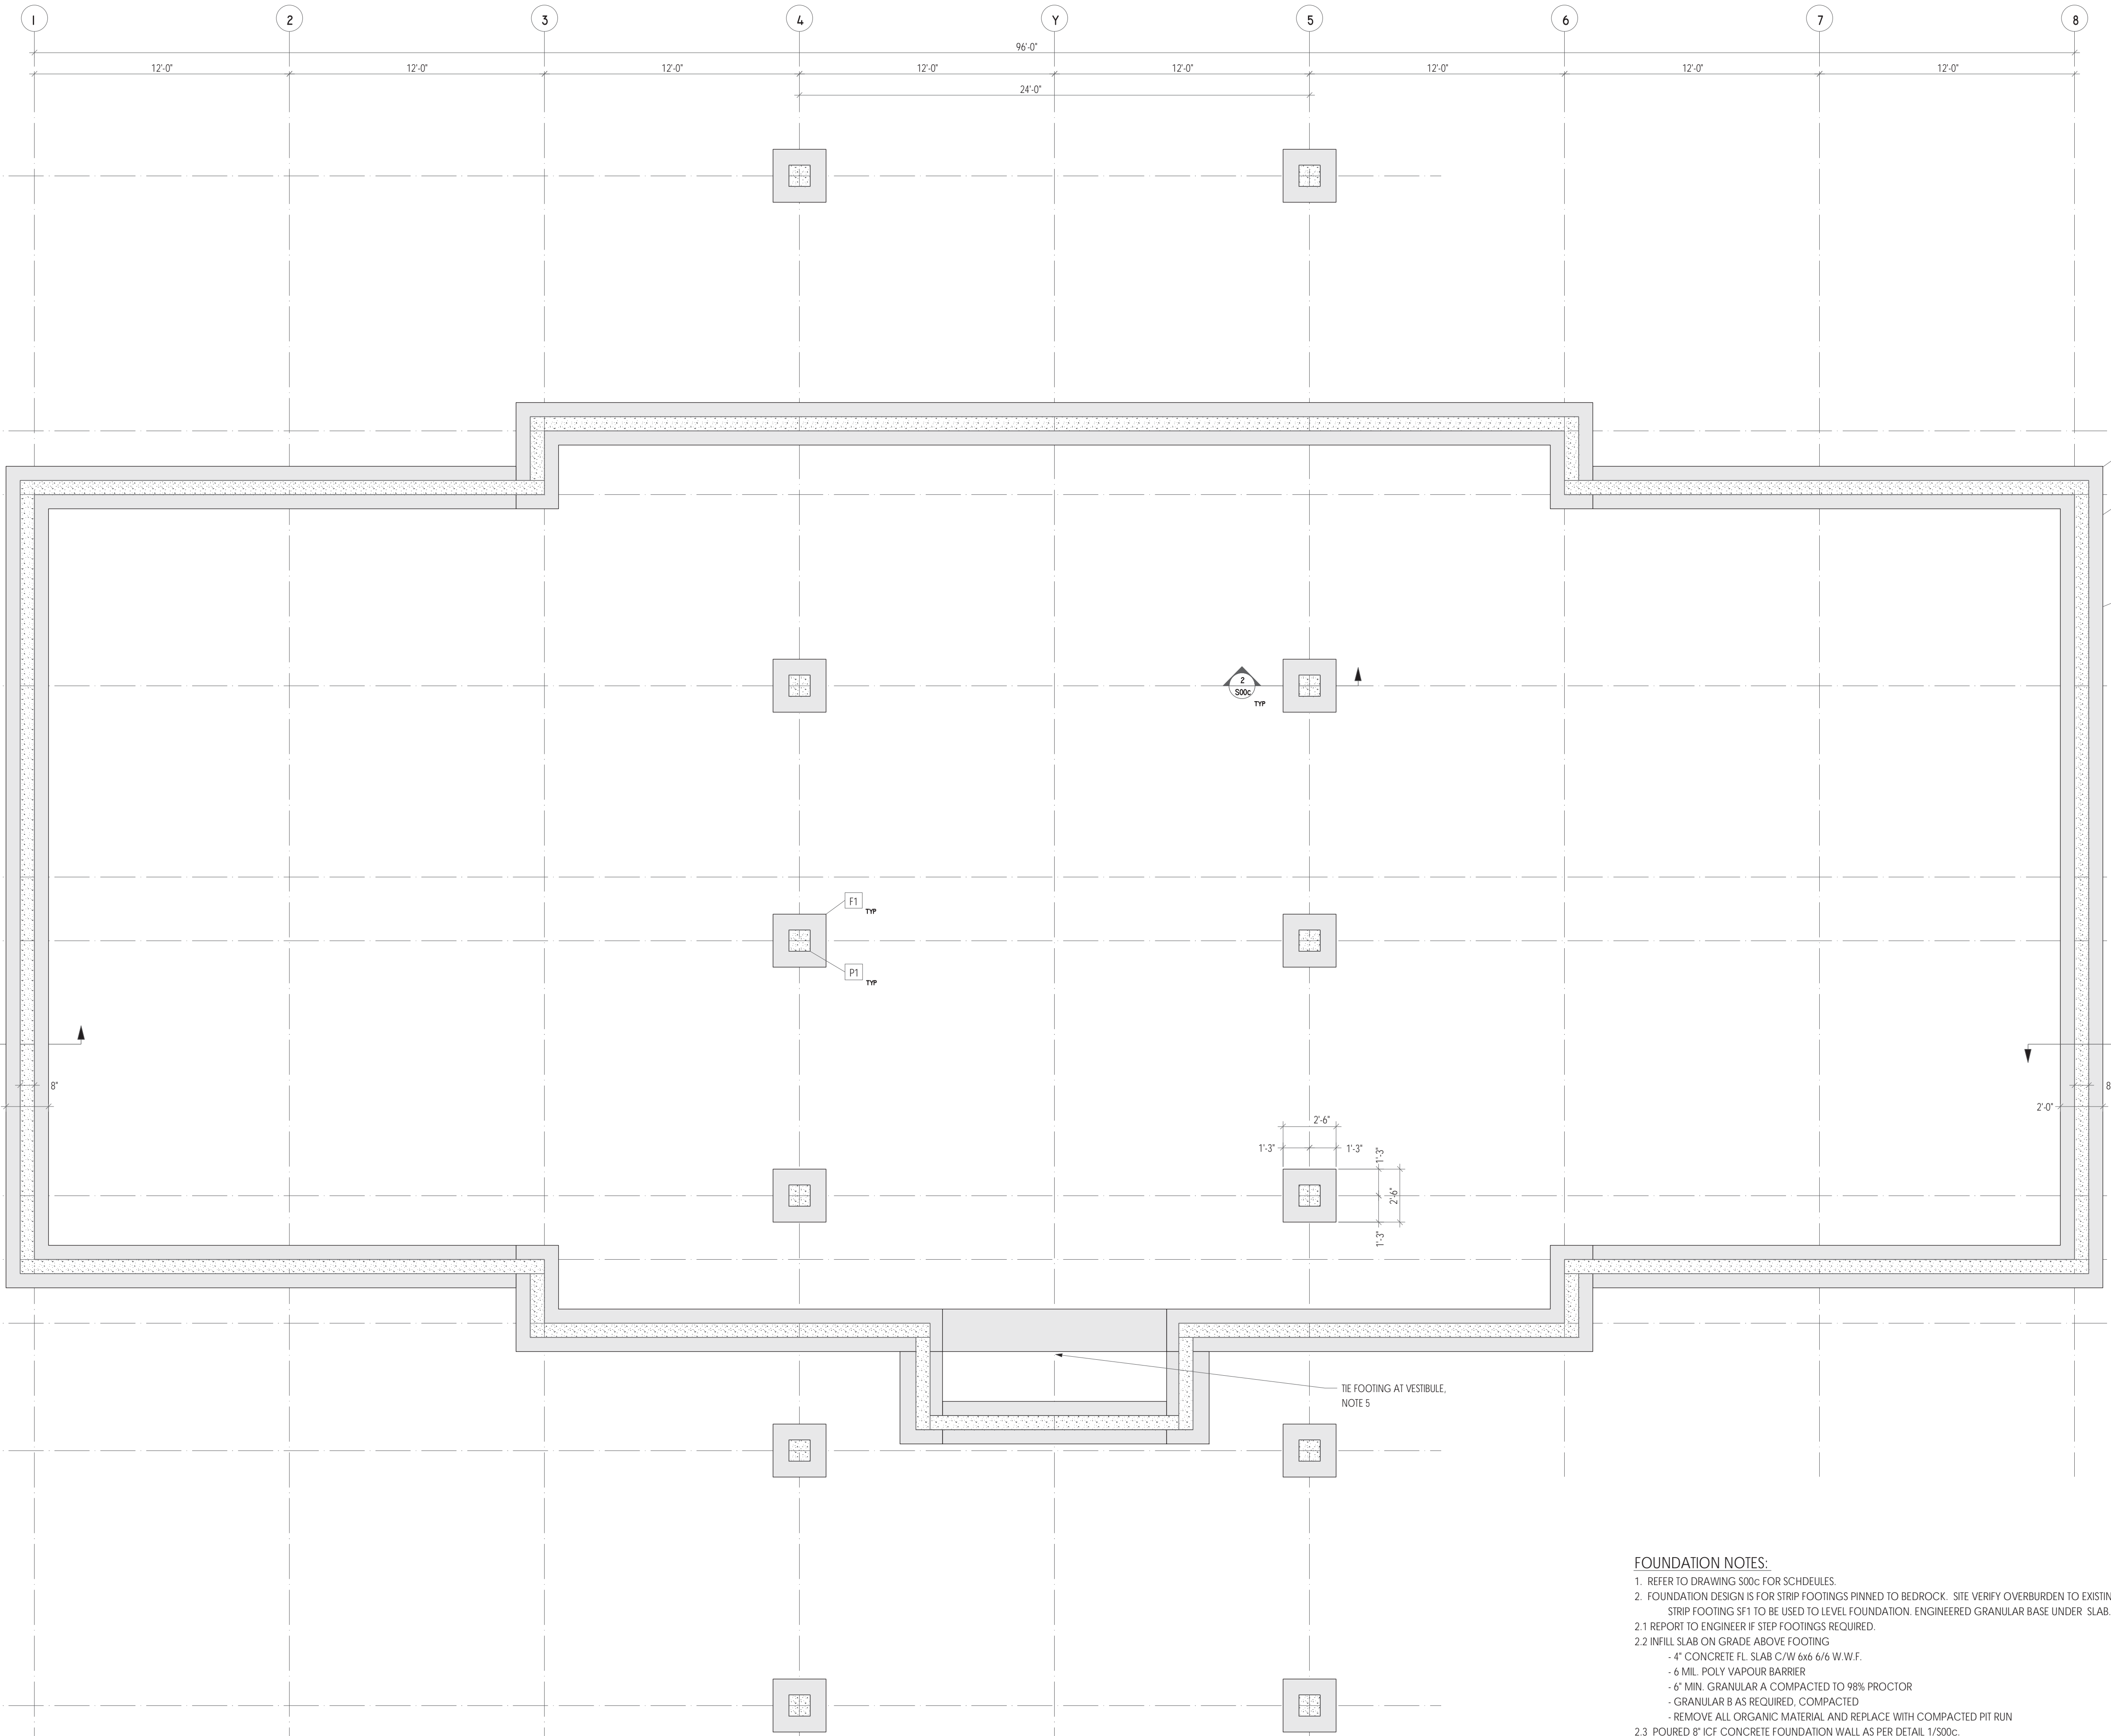 1 2 3 4 Y 5 6 7 8
96'-0"
12'-0" 12'-0" 12'-0" 12'-0" 12'-0" 12'-0" 12'-0" 12'-0"
24'-0"
2
S00c
TYP
F1
TYP
P1
TYP
8"
8
2'-0"
2'-6"
1'-3" 1'-3"
1'-3"
2'-6"
1'-3"
TIE FOOTING AT VESTIBULE,
NOTE 5
FOUNDATION NOTES:
1. REFER TO DRAWING S00c FOR SCHDEULES.
2. FOUNDATION DESIGN IS FOR STRIP FOOTINGS PINNED TO BEDROCK. SITE VERIFY OVERBURDEN TO EXISTIN
STRIP FOOTING SF1 TO BE USED TO LEVEL FOUNDATION. ENGINEERED GRANULAR BASE UNDER SLAB.
2.1 REPORT TO ENGINEER IF STEP FOOTINGS REQUIRED.
2.2 INFILL SLAB ON GRADE ABOVE FOOTING
- 4" CONCRETE FL. SLAB C/W 6x6 6/6 W.W.F.
- 6 MIL. POLY VAPOUR BARRIER
- 6" MIN. GRANULAR A COMPACTED TO 98% PROCTOR
- GRANULAR B AS REQUIRED, COMPACTED
- REMOVE ALL ORGANIC MATERIAL AND REPLACE WITH COMPACTED PIT RUN
2.3 POURED 8" ICF CONCRETE FOUNDATION WALL AS PER DETAIL 1/S00c.